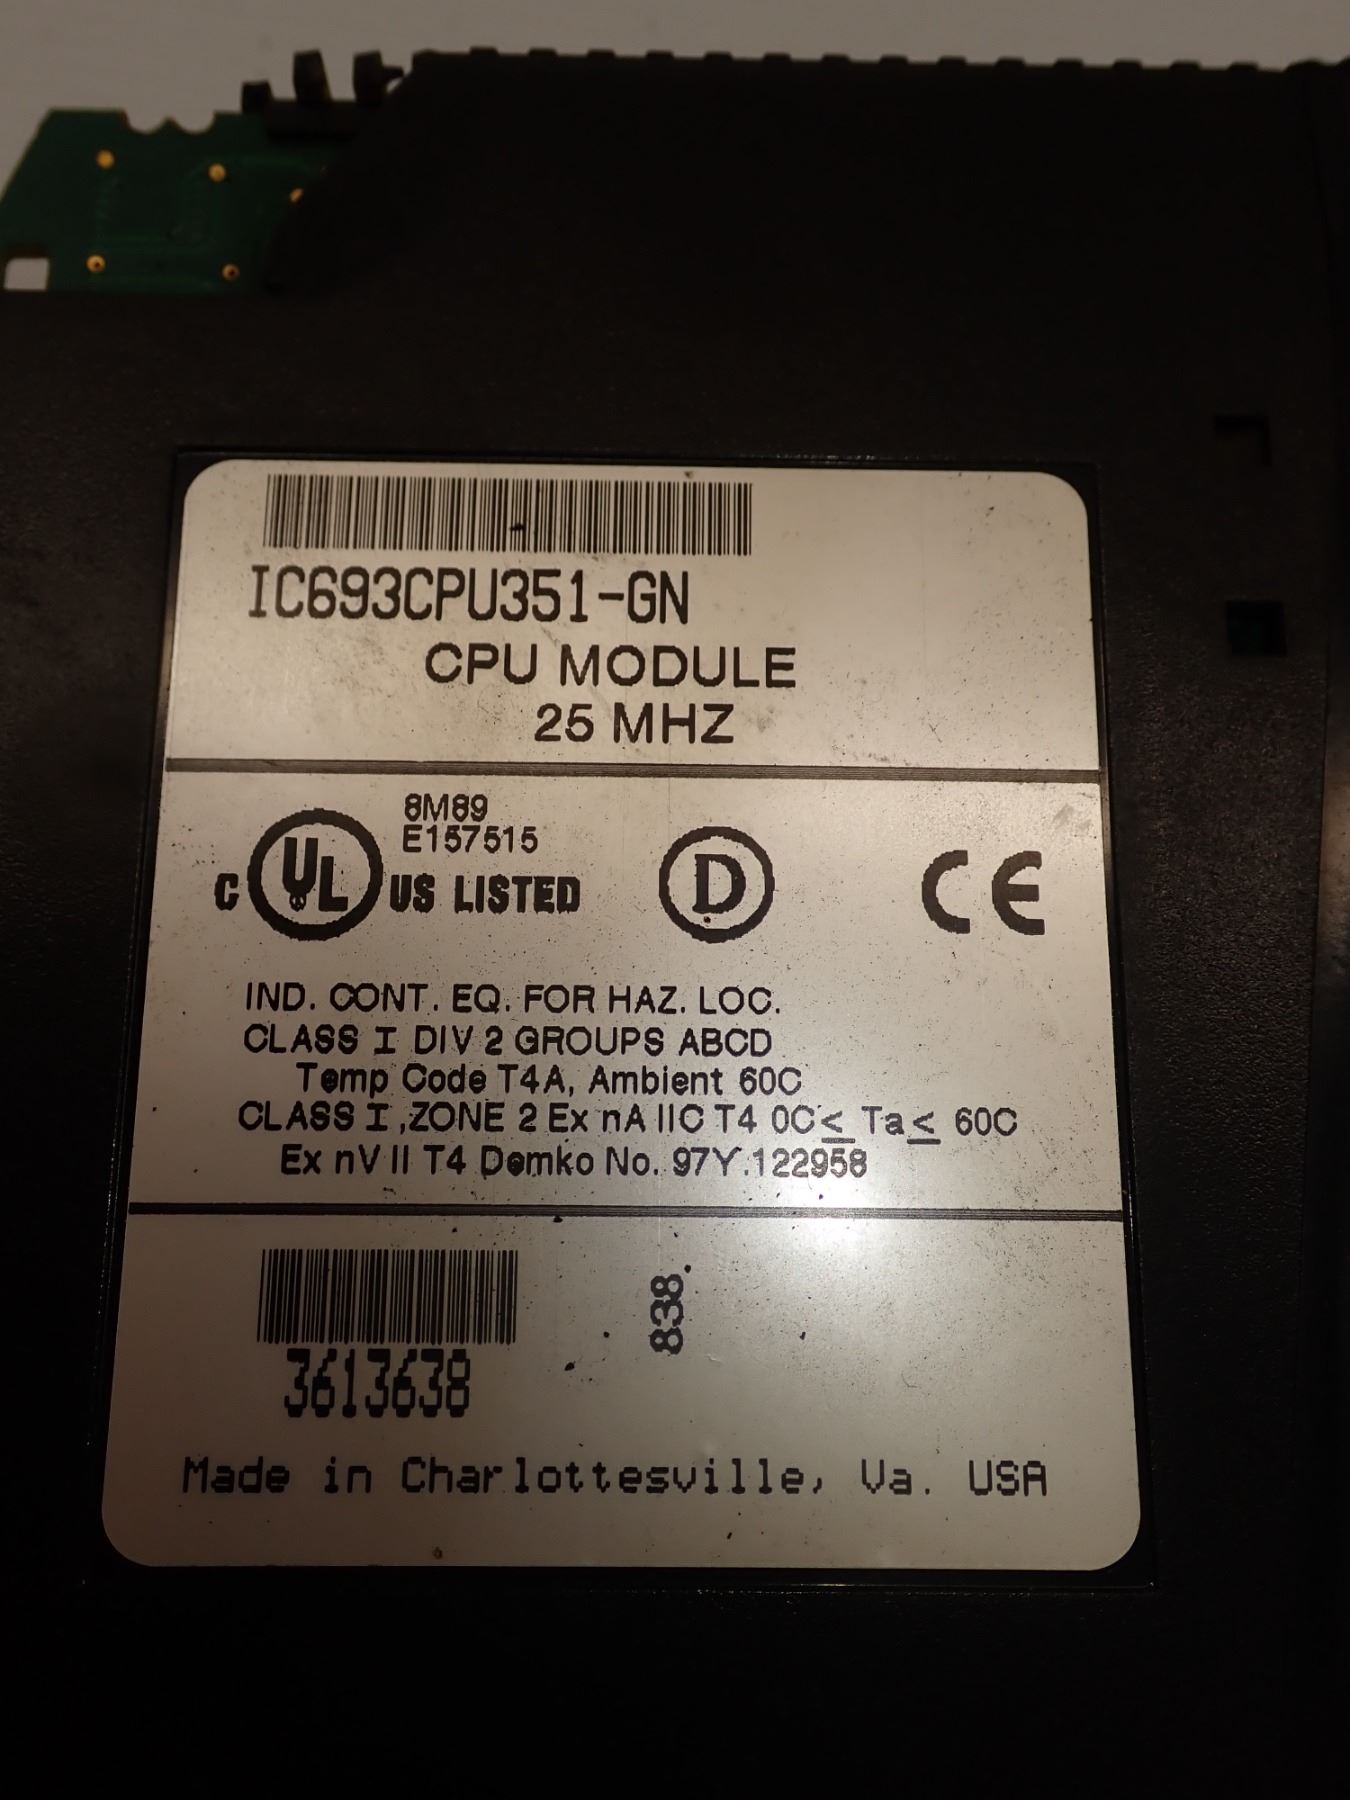 IC693CPU351-GN
CPU MODULE
25 MHZ
8M89
E157515
C UL US LISTED
D
CE
IND. CONT. EQ. FOR HAZ. LOC.
CLASS I DIV 2 GROUPS ABCD
Temp Code T4A, Ambient 60C
CLASS I ,ZONE 2 Ex nA IIC T4 0C≤ Ta≤ 60C
Ex nV II T4 Demko No. 97Y.122958
3613638
838
Made in Charlottesville, Va. USA